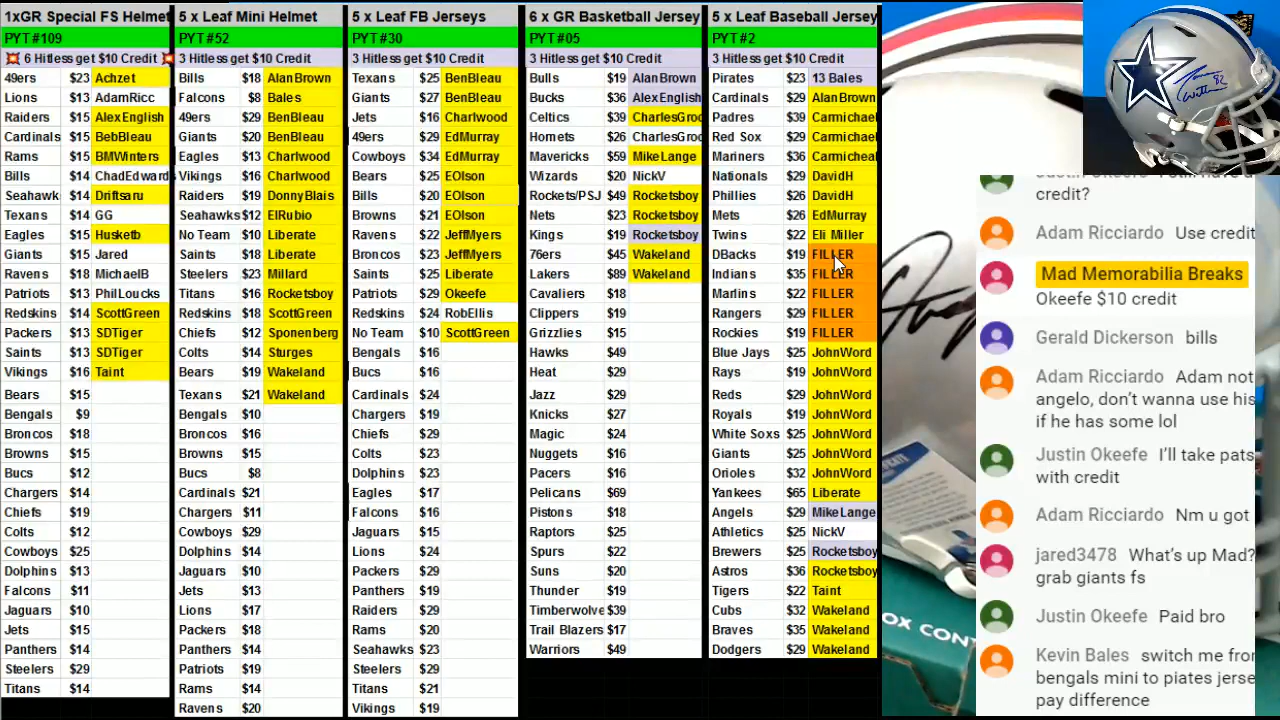 1xGR Special FS Helmet
PYT #109
💥 6 Hitless get $10 Credit 💥
49ers $23 Achzet
Lions $13 AdamRicc
Raiders $15 AlexEnglish
Cardinals $15 BebBleau
Rams $15 BMWinters
Bills $14 ChadEdward
Seahawk $14 Driftsaru
Texans $14 GG
Eagles $15 Husketb
Giants $15 Jared
Ravens $18 MichaelB
Patriots $13 PhilLoucks
Redskins $14 ScottGreen
Packers $13 SDTiger
Saints $13 SDTiger
Vikings $16 Taint
Bears $15
Bengals $9
Broncos $18
Browns $15
Bucs $12
Chargers $14
Chiefs $19
Colts $12
Cowboys $25
Dolphins $13
Falcons $11
Jaguars $10
Jets $15
Panthers $14
Steelers $29
Titans $14
5 x Leaf Mini Helmet
PYT #52
3 Hitless get $10 Credit
Bills $18 AlanBrown
Falcons $8 Bales
49ers $29 BenBleau
Giants $20 BenBleau
Eagles $13 Charlwood
Vikings $16 Charlwood
Raiders $19 DonnyBlais
Seahawks $12 ElRubio
No Team $10 Liberate
Saints $18 Liberate
Steelers $23 Millard
Titans $16 Rocketsboy
Redskins $18 ScottGreen
Chiefs $12 Sponenberg
Colts $14 Sturges
Bears $19 Wakeland
Texans $21 Wakeland
Bengals $10
Broncos $16
Browns $15
Bucs $8
Cardinals $21
Chargers $11
Cowboys $29
Dolphins $14
Jaguars $10
Jets $13
Lions $17
Packers $18
Panthers $14
Patriots $19
Rams $14
Ravens $20
5 x Leaf FB Jerseys
PYT #30
3 Hitless get $10 Credit
Texans $25 BenBleau
Giants $27 BenBleau
Jets $16 Charlwood
49ers $29 EdMurray
Cowboys $34 EdMurray
Bears $25 EOlson
Bills $20 EOlson
Browns $21 EOlson
Ravens $22 JeffMyers
Broncos $23 JeffMyers
Saints $25 Liberate
Patriots $29 Okeefe
Redskins $24 RobEllis
No Team $10 ScottGreen
Bengals $16
Bucs $16
Cardinals $24
Chargers $19
Chiefs $29
Colts $23
Dolphins $23
Eagles $17
Falcons $16
Jaguars $15
Lions $24
Packers $29
Panthers $19
Raiders $29
Rams $20
Seahawks $23
Steelers $29
Titans $21
Vikings $19
6 x GR Basketball Jersey
PYT #05
3 Hitless get $10 Credit
Bulls $19 AlanBrown
Bucks $36 AlexEnglish
Celtics $39 CharlesGroc
Hornets $26 CharlesGroc
Mavericks $59 MikeLange
Wizards $20 NickV
Rockets/PSJ $49 Rocketsboy
Nets $23 Rocketsboy
Kings $19 Rocketsboy
76ers $45 Wakeland
Lakers $89 Wakeland
Cavaliers $18
Clippers $19
Grizzlies $15
Hawks $49
Heat $29
Jazz $29
Knicks $27
Magic $24
Nuggets $16
Pacers $16
Pelicans $69
Pistons $18
Raptors $25
Spurs $22
Suns $20
Thunder $19
Timberwolve $39
Trail Blazers $17
Warriors $49
5 x Leaf Baseball Jersey
PYT #2
3 Hitless get $10 Credit
Pirates $23 13 Bales
Cardinals $29 AlanBrown
Padres $39 Carmichael
Red Sox $29 Carmichael
Mariners $36 Carmicheal
Nationals $29 DavidH
Phillies $26 DavidH
Mets $26 EdMurray
Twins $22 Eli Miller
DBacks $19 FILLER
Indians $35 FILLER
Marlins $22 FILLER
Rangers $29 FILLER
Rockies $19 FILLER
Blue Jays $25 JohnWord
Rays $19 JohnWord
Reds $29 JohnWord
Royals $19 JohnWord
White Soxs $25 JohnWord
Giants $25 JohnWord
Orioles $32 JohnWord
Yankees $65 Liberate
Angels $29 MikeLange
Athletics $25 NickV
Brewers $25 Rocketsboy
Astros $36 Rocketsboy
Tigers $22 Taint
Cubs $32 Wakeland
Braves $35 Wakeland
Dodgers $29 Wakeland
credit?
Adam Ricciardo Use credit
Mad Memorabilia Breaks
Okeefe $10 credit
Gerald Dickerson bills
Adam Ricciardo Adam not
angelo, don't wanna use his
if he has some lol
Justin Okeefe I'll take pats
with credit
Adam Ricciardo Nm u got
jared3478 What's up Mad?
grab giants fs
Justin Okeefe Paid bro
Kevin Bales switch me fro
bengals mini to piates jerse
pay difference